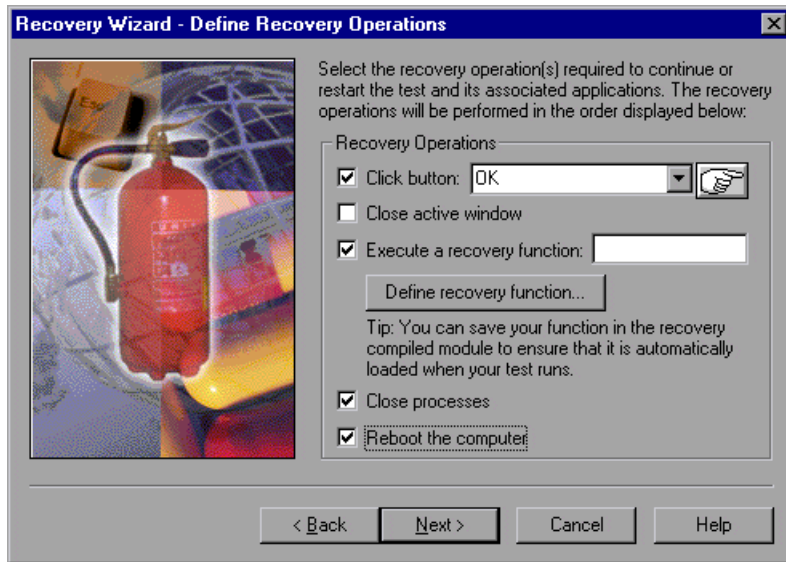 Recovery Wizard - Define Recovery Operations
Select the recovery operation(s) required to continue or
restart the test and its associated applications. The recovery
operations will be performed in the order displayed below:
Recovery Operations
Click button: OK
Close active window
Execute a recovery function:
Define recovery function...
Tip: You can save your function in the recovery
compiled module to ensure that it is automatically
loaded when your test runs.
Close processes
Reboot the computer
< Back
Next >
Cancel
Help
Esc